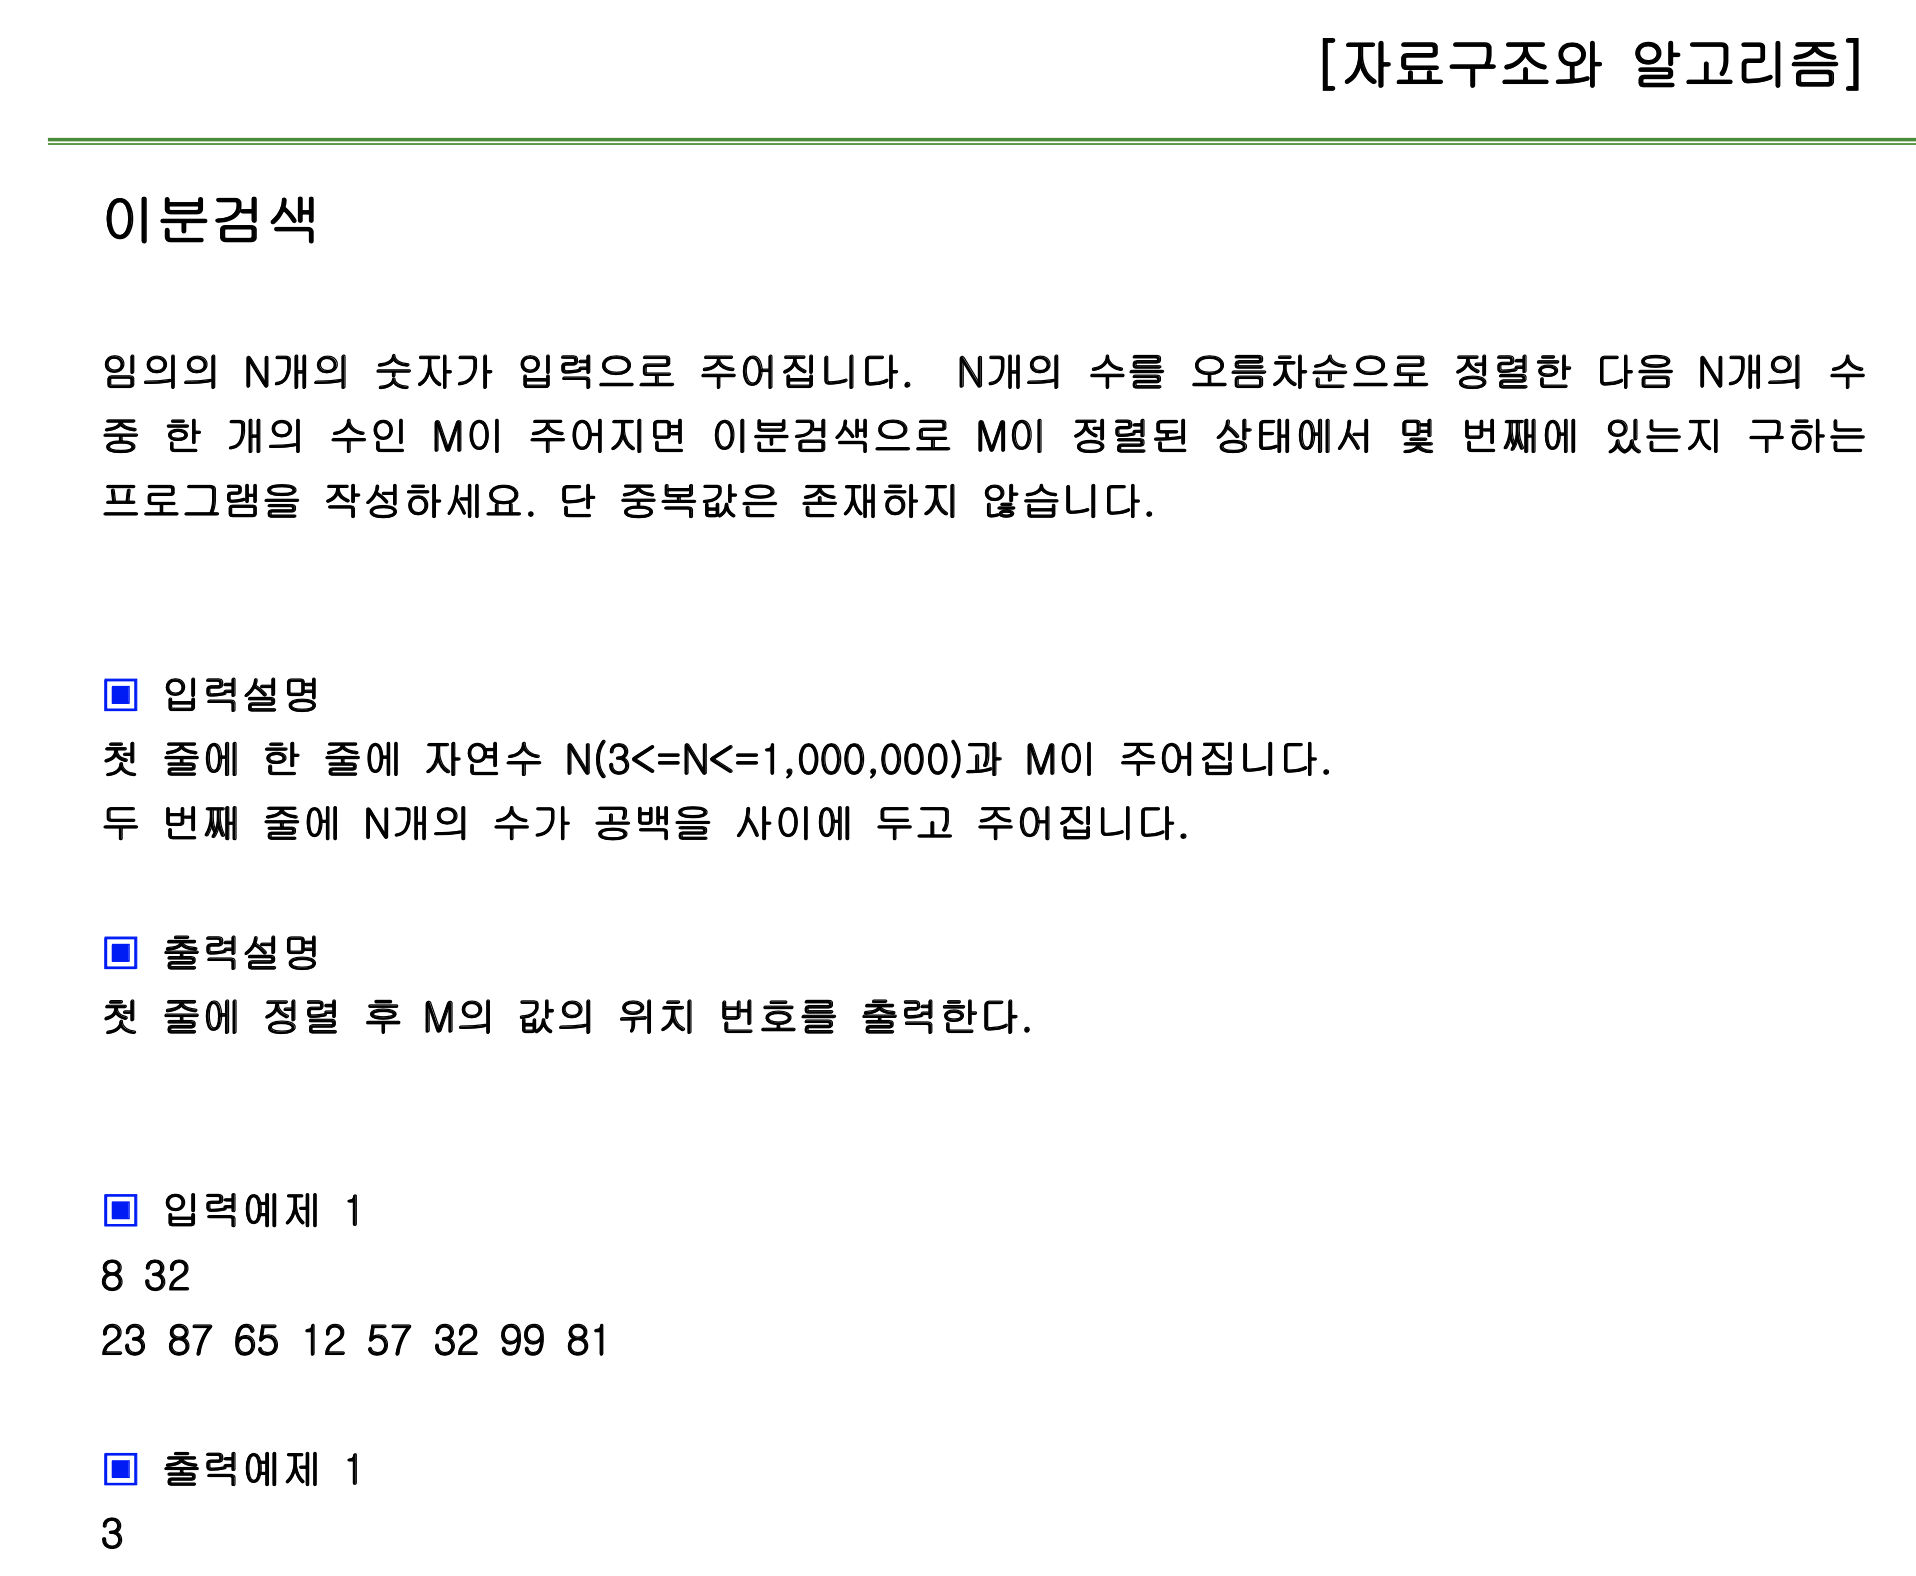 [자료구조와 알고리즘]
이분검색
임의의 N개의 숫자가 입력으로 주어집니다. N개의 수를 오름차순으로 정렬한 다음 N개의 수
중 한 개의 수인 M이 주어지면 이분검색으로 M이 정렬된 상태에서 몇 번째에 있는지 구하는
프로그램을 작성하세요. 단 중복값은 존재하지 않습니다.
▣ 입력설명
첫 줄에 한 줄에 자연수 N(3<=N<=1,000,000)과 M이 주어집니다.
두 번째 줄에 N개의 수가 공백을 사이에 두고 주어집니다.
▣ 출력설명
첫 줄에 정렬 후 M의 값의 위치 번호를 출력한다.
▣ 입력예제 1
8 32
23 87 65 12 57 32 99 81
▣ 출력예제 1
3